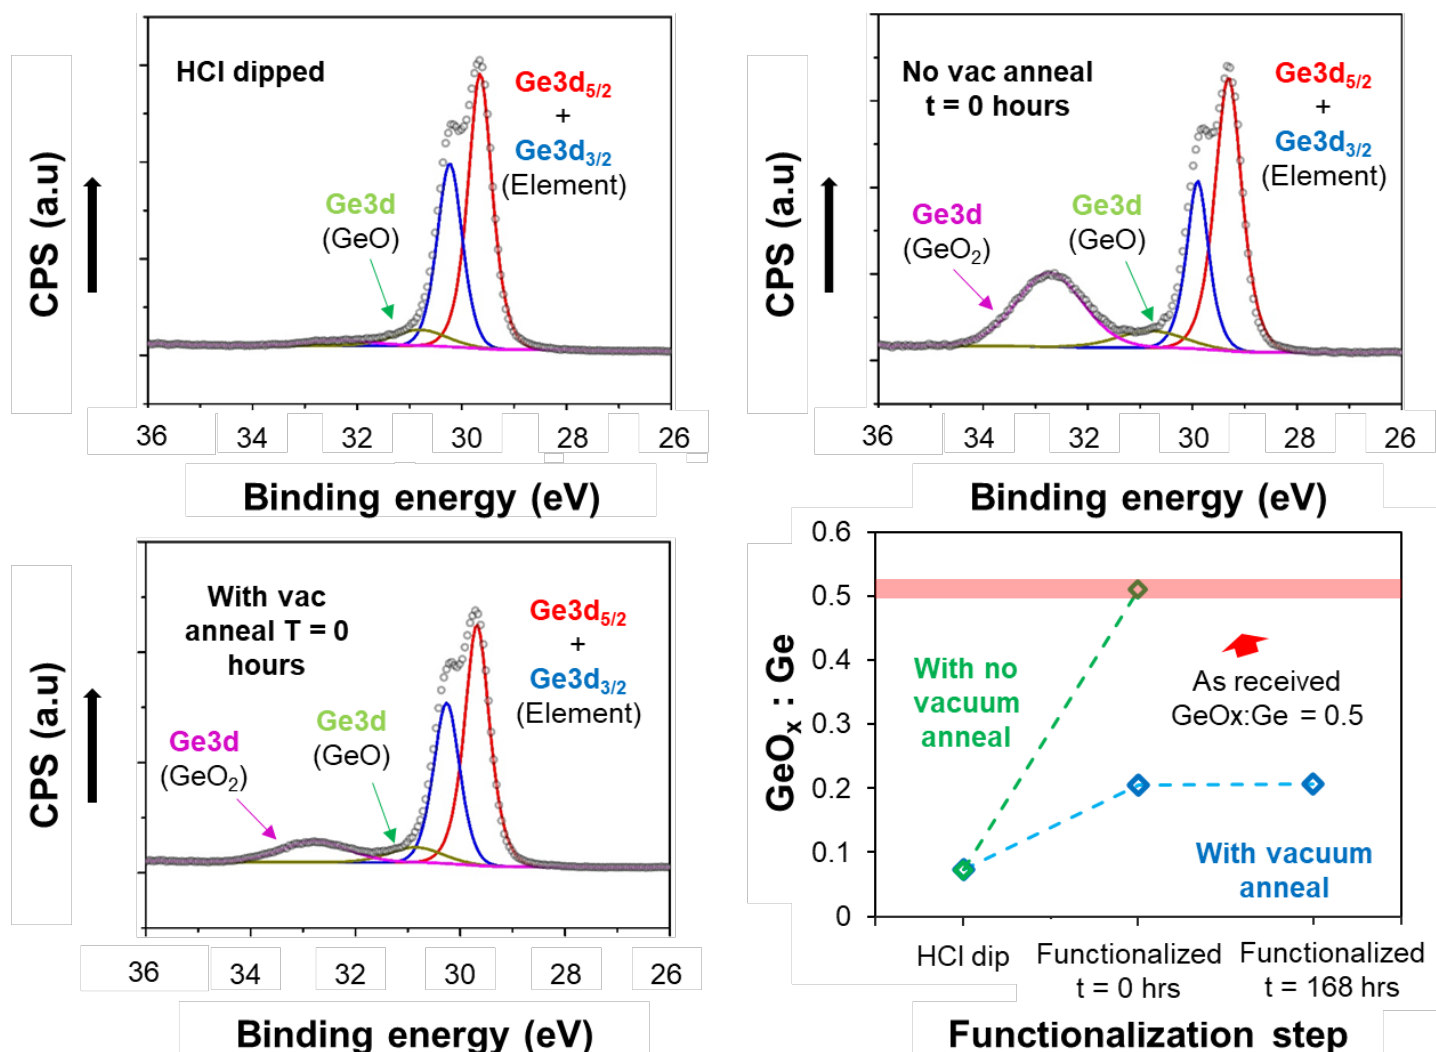 HCl dipped
Ge3d5/2
+
Ge3d3/2
(Element)
Ge3d
(GeO)
CPS (a.u)
36 34 32 30 28 26
Binding energy (eV)
No vac anneal
t = 0 hours
Ge3d5/2
+
Ge3d3/2
(Element)
Ge3d
(GeO2)
Ge3d
(GeO)
CPS (a.u)
36 34 32 30 28 26
Binding energy (eV)
With vac
anneal T = 0
hours
Ge3d5/2
+
Ge3d3/2
(Element)
Ge3d
(GeO)
Ge3d
(GeO2)
CPS (a.u)
36 34 32 30 28 26
Binding energy (eV)
0.6
0.5
0.4
0.3
0.2
0.1
0
GeOx : Ge
With no
vacuum
anneal
As received
GeOx:Ge = 0.5
With vacuum
anneal
HCl dip
Functionalized
t = 0 hrs
Functionalized
t = 168 hrs
Functionalization step